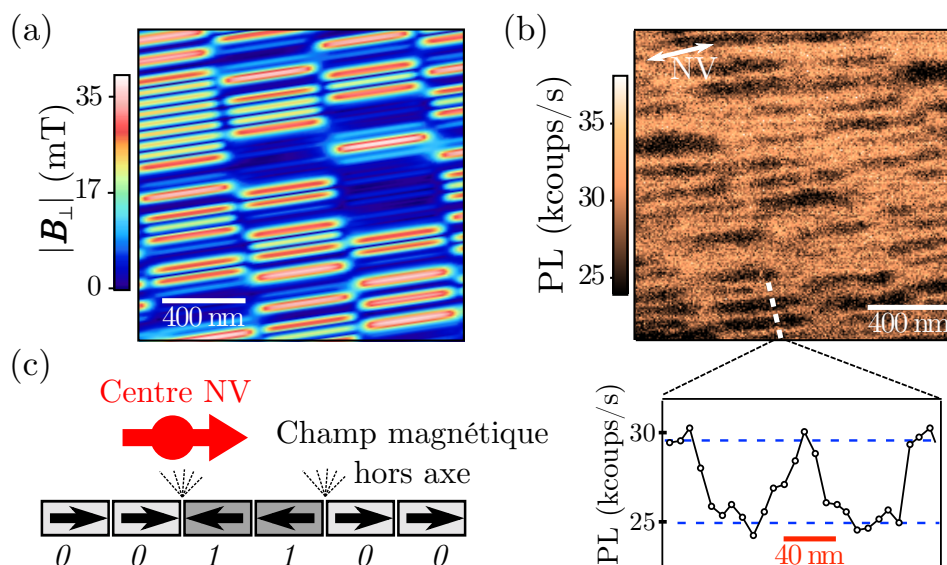 (a)
|B⊥| (mT)
35
17
0
400 nm
(b)
PL (kcoups/s)
35
30
25
NV
400 nm
(c)
Centre NV
Champ magnétique
hors axe
0 0 1 1 0 0
PL (kcoups/s)
30
25
40 nm